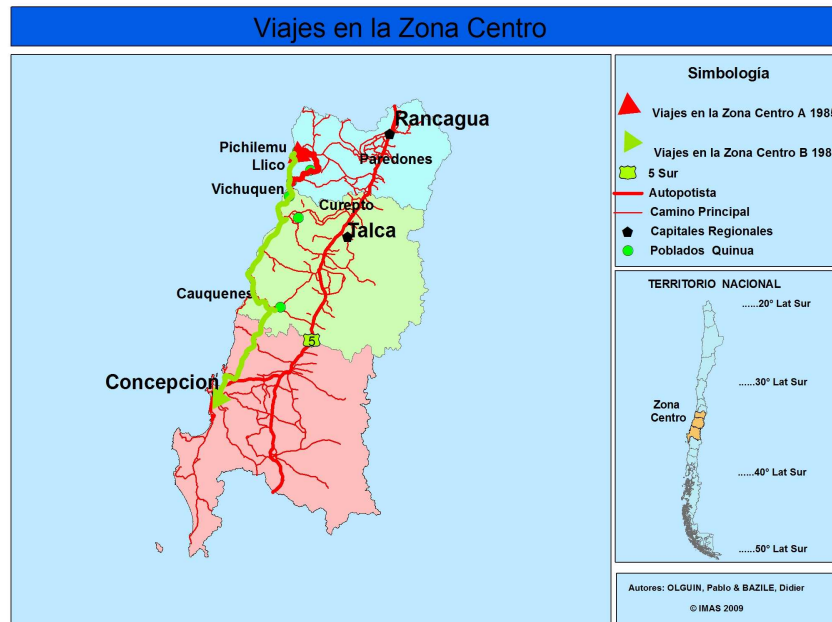 Viajes en la Zona Centro
Rancagua
Pichilemu
Paredones
Llico
Vichuquen
Curepto
Talca
Cauquenes
5
Concepcion
Simbología
Viajes en la Zona Centro A 1985
Viajes en la Zona Centro B 198
5 Sur
Autopotista
Camino Principal
Capitales Regionales
Poblados Quinua
TERRITORIO NACIONAL
......20° Lat Sur
......30° Lat Sur
Zona
Centro
......40° Lat Sur
......50° Lat Sur
Autores: OLGUIN, Pablo & BAZILE, Didier
© IMAS 2009